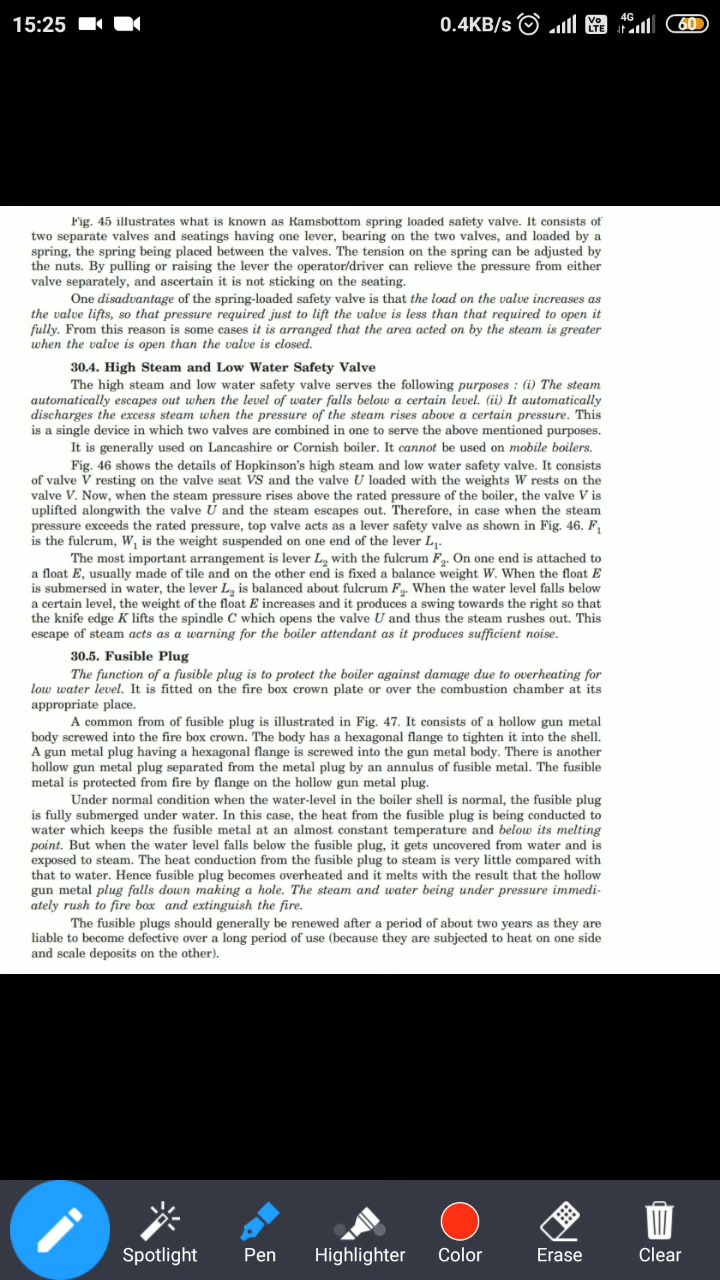 15:25 0.4KB/s Vo LTE 4G 60
Fig. 45 illustrates what is known as Ramsbottom spring loaded safety valve. It consists of
two separate valves and seatings having one lever, bearing on the two valves, and loaded by a
spring, the spring being placed between the valves. The tension on the spring can be adjusted by
the nuts. By pulling or raising the lever the operator/driver can relieve the pressure from either
valve separately, and ascertain it is not sticking on the seating.
One disadvantage of the spring-loaded safety valve is that the load on the valve increases as
the valve lifts, so that pressure required just to lift the valve is less than that required to open it
fully. From this reason is some cases it is arranged that the area acted on by the steam is greater
when the valve is open than the valve is closed.
30.4. High Steam and Low Water Safety Valve
The high steam and low water safety valve serves the following purposes : (i) The steam
automatically escapes out when the level of water falls below a certain level. (ii) It automatically
discharges the excess steam when the pressure of the steam rises above a certain pressure. This
is a single device in which two valves are combined in one to serve the above mentioned purposes.
It is generally used on Lancashire or Cornish boiler. It cannot be used on mobile boilers.
Fig. 46 shows the details of Hopkinson's high steam and low water safety valve. It consists
of valve V resting on the valve seat VS and the valve U loaded with the weights W rests on the
valve V. Now, when the steam pressure rises above the rated pressure of the boiler, the valve V is
uplifted alongwith the valve U and the steam escapes out. Therefore, in case when the steam
pressure exceeds the rated pressure, top valve acts as a lever safety valve as shown in Fig. 46. F₁
is the fulcrum, W₁ is the weight suspended on one end of the lever L₁.
The most important arrangement is lever L₂ with the fulcrum F₂. On one end is attached to
a float E, usually made of tile and on the other end is fixed a balance weight W. When the float E
is submersed in water, the lever L₂ is balanced about fulcrum F₂. When the water level falls below
a certain level, the weight of the float E increases and it produces a swing towards the right so that
the knife edge K lifts the spindle C which opens the valve U and thus the steam rushes out. This
escape of steam acts as a warning for the boiler attendant as it produces sufficient noise.
30.5. Fusible Plug
The function of a fusible plug is to protect the boiler against damage due to overheating for
low water level. It is fitted on the fire box crown plate or over the combustion chamber at its
appropriate place.
A common from of fusible plug is illustrated in Fig. 47. It consists of a hollow gun metal
body screwed into the fire box crown. The body has a hexagonal flange to tighten it into the shell.
A gun metal plug having a hexagonal flange is screwed into the gun metal body. There is another
hollow gun metal plug separated from the metal plug by an annulus of fusible metal. The fusible
metal is protected from fire by flange on the hollow gun metal plug.
Under normal condition when the water-level in the boiler shell is normal, the fusible plug
is fully submerged under water. In this case, the heat from the fusible plug is being conducted to
water which keeps the fusible metal at an almost constant temperature and below its melting
point. But when the water level falls below the fusible plug, it gets uncovered from water and is
exposed to steam. The heat conduction from the fusible plug to steam is very little compared with
that to water. Hence fusible plug becomes overheated and it melts with the result that the hollow
gun metal plug falls down making a hole. The steam and water being under pressure immedi-
ately rush to fire box and extinguish the fire.
The fusible plugs should generally be renewed after a period of about two years as they are
liable to become defective over a long period of use (because they are subjected to heat on one side
and scale deposits on the other).
Spotlight Pen Highlighter Color Erase Clear